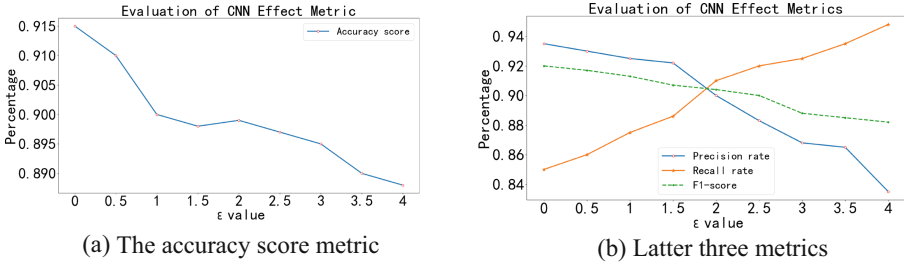 Evaluation of CNN Effect Metric
0.915
0.910
0.905
0.900
0.895
0.890
Percentage
Accuracy score
0 0.5 1 1.5 2 2.5 3 3.5 4
ε value
(a) The accuracy score metric
Evaluation of CNN Effect Metrics
0.94
0.92
0.90
0.88
0.86
0.84
Percentage
Precision rate
Recall rate
F1-score
0 0.5 1 1.5 2 2.5 3 3.5 4
ε value
(b) Latter three metrics